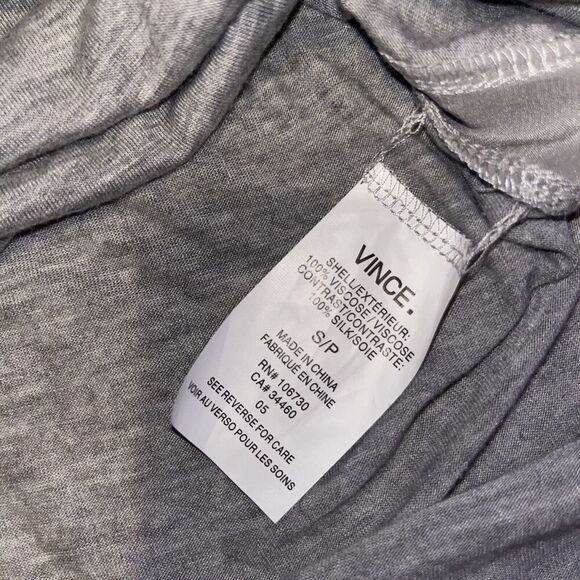 VINCE.
SHELL/EXTÉRIEUR:
100% VISCOSE/VISCOSE
CONTRAST/CONTRASTE:
100% SILK/SOIE
S/P
MADE IN CHINA
FABRIQUÉ EN CHINE
RN# 106730
CA# 34460
05
SEE REVERSE FOR CARE
VOIR AU VERSO POUR LES SOINS